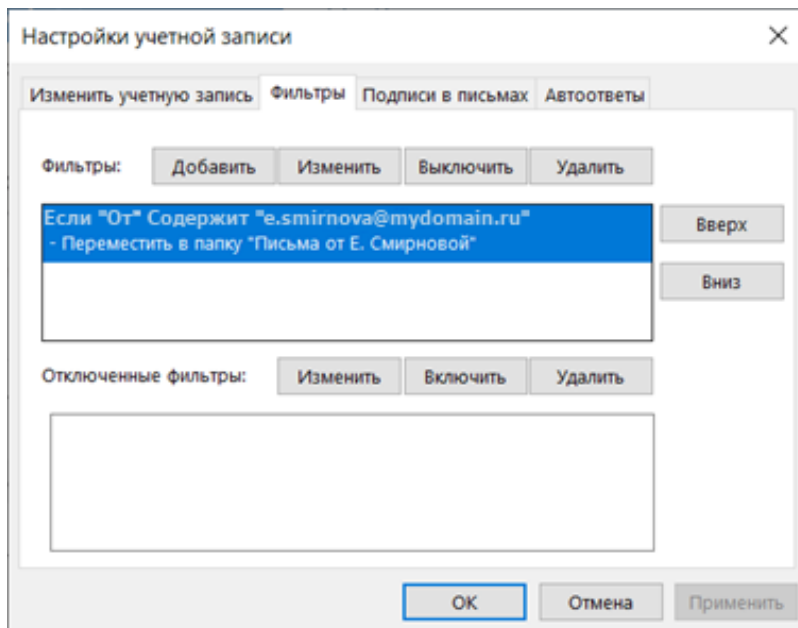 Настройки учетной записи
Изменить учетную запись Фильтры Подписи в письмах Автоответы
Фильтры: Добавить Изменить Выключить Удалить
Если "От" Содержит "e.smirnova@mydomain.ru"
- Переместить в папку "Письма от Е. Смирновой"
Вверх
Вниз
Отключенные фильтры: Изменить Включить Удалить
ОК Отмена Применить